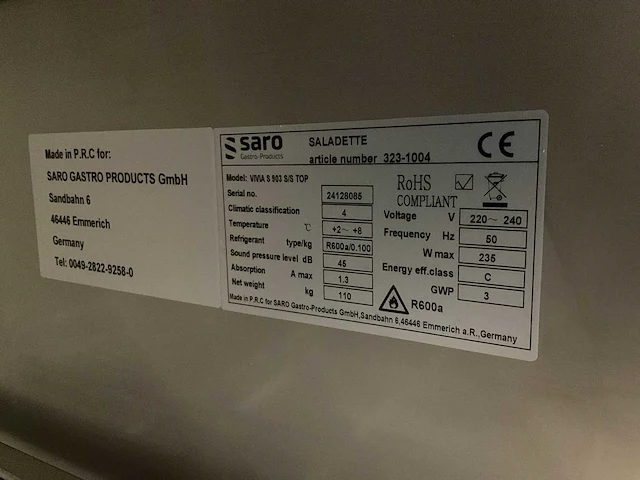 Made in P.R.C for:
SARO GASTRO PRODUCTS GmbH
Sandbahn 6
46446 Emmerich
Germany
Tel: 0049-2822-9258-0
saro
Gastro-Products
SALADETTE
article number 323-1004
CE
Model: VIVIA S 903 S/S TOP
Serial no. 24128085
Climatic classification 4
Temperature ℃ +2~ +8
Refrigerant type/kg R600a/0.100
Sound pressure level dB 45
Absorption A max 1.3
Net weight kg 110
RoHS
COMPLIANT
Voltage V 220~ 240
Frequency Hz 50
W max 235
Energy eff.class C
GWP 3
R600a
Made in P.R.C for SARO Gastro-Products GmbH,Sandbahn 6,46446 Emmerich a.R.,Germany